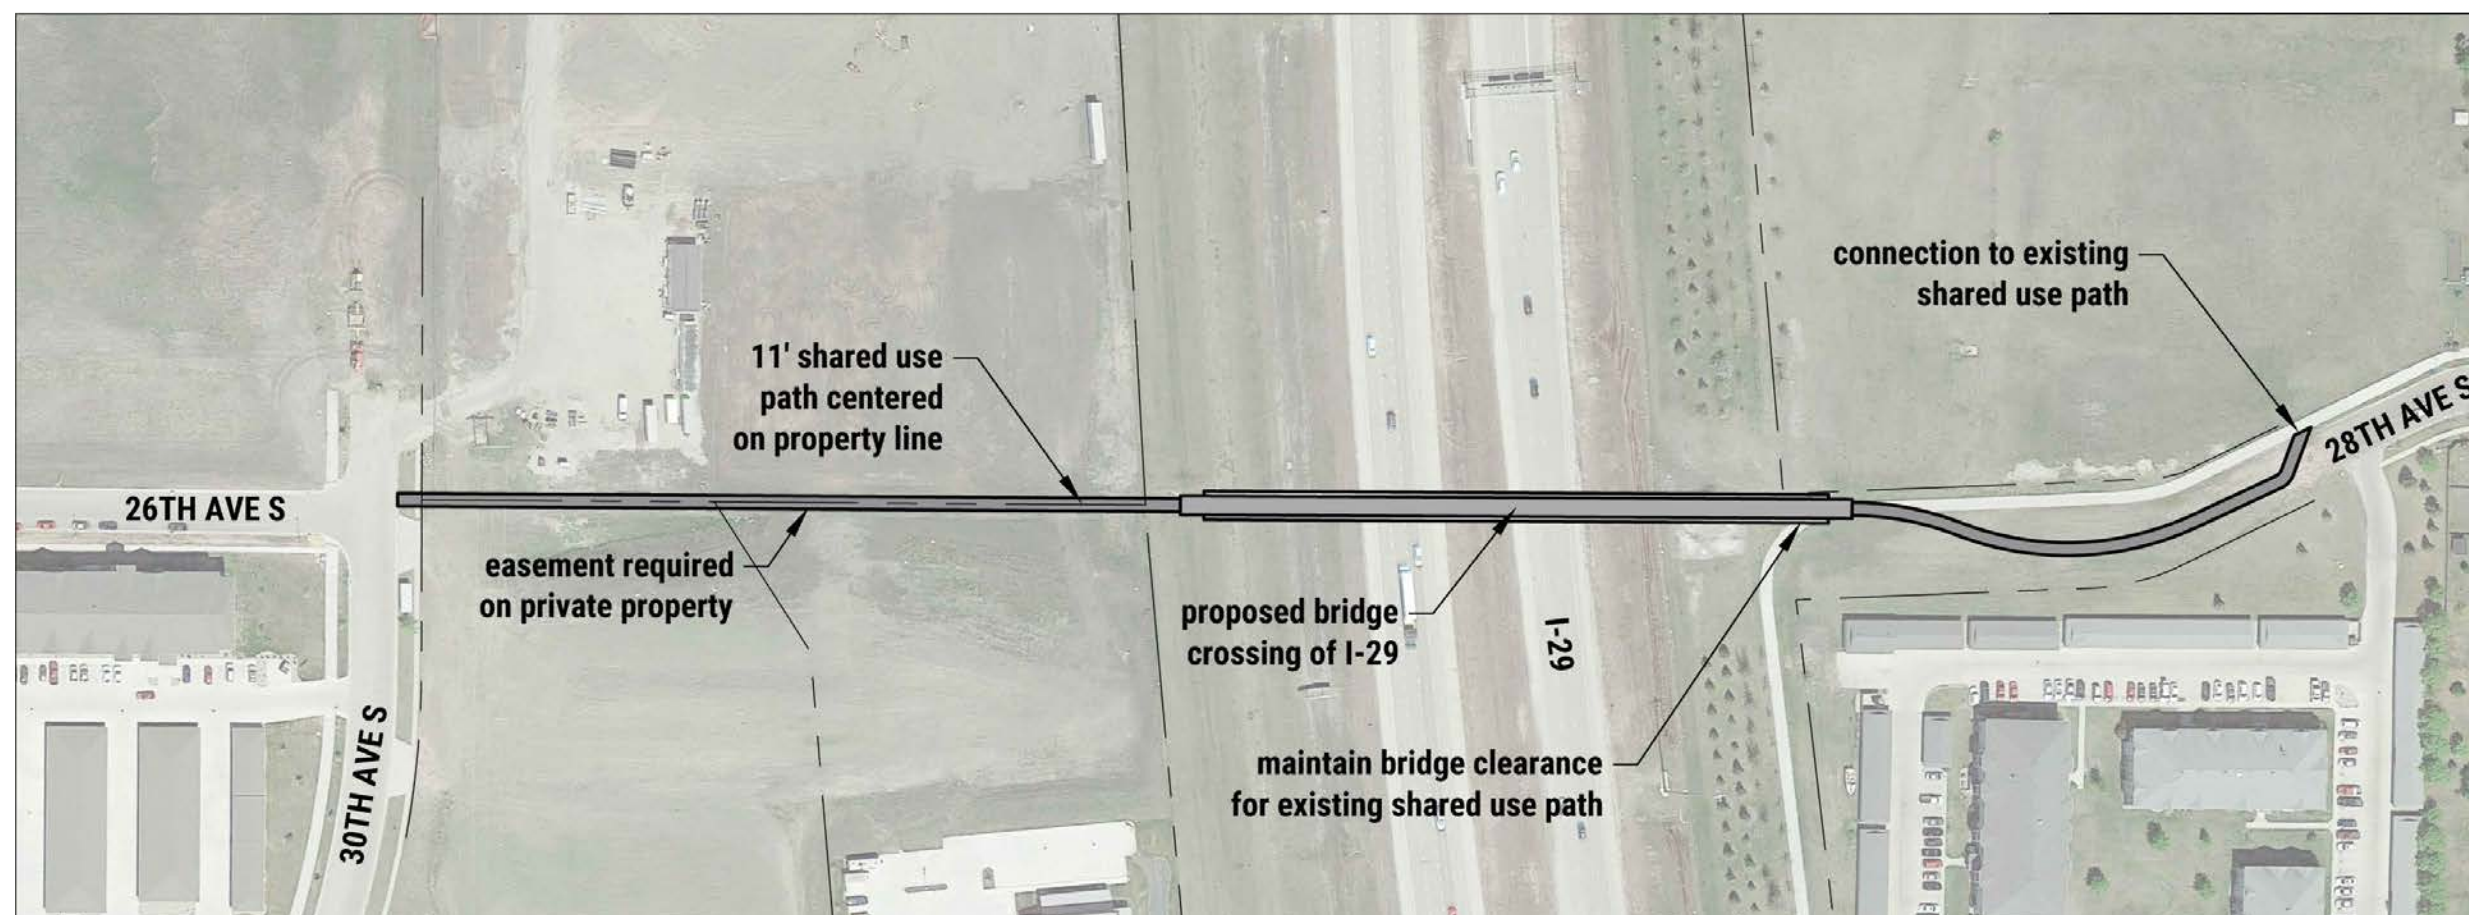 connection to existing
shared use path
11' shared use
path centered
on property line
28TH AVE S
26TH AVE S
easement required
on private property
proposed bridge
crossing of I-29
I-29
maintain bridge clearance
for existing shared use path
30TH AVE S